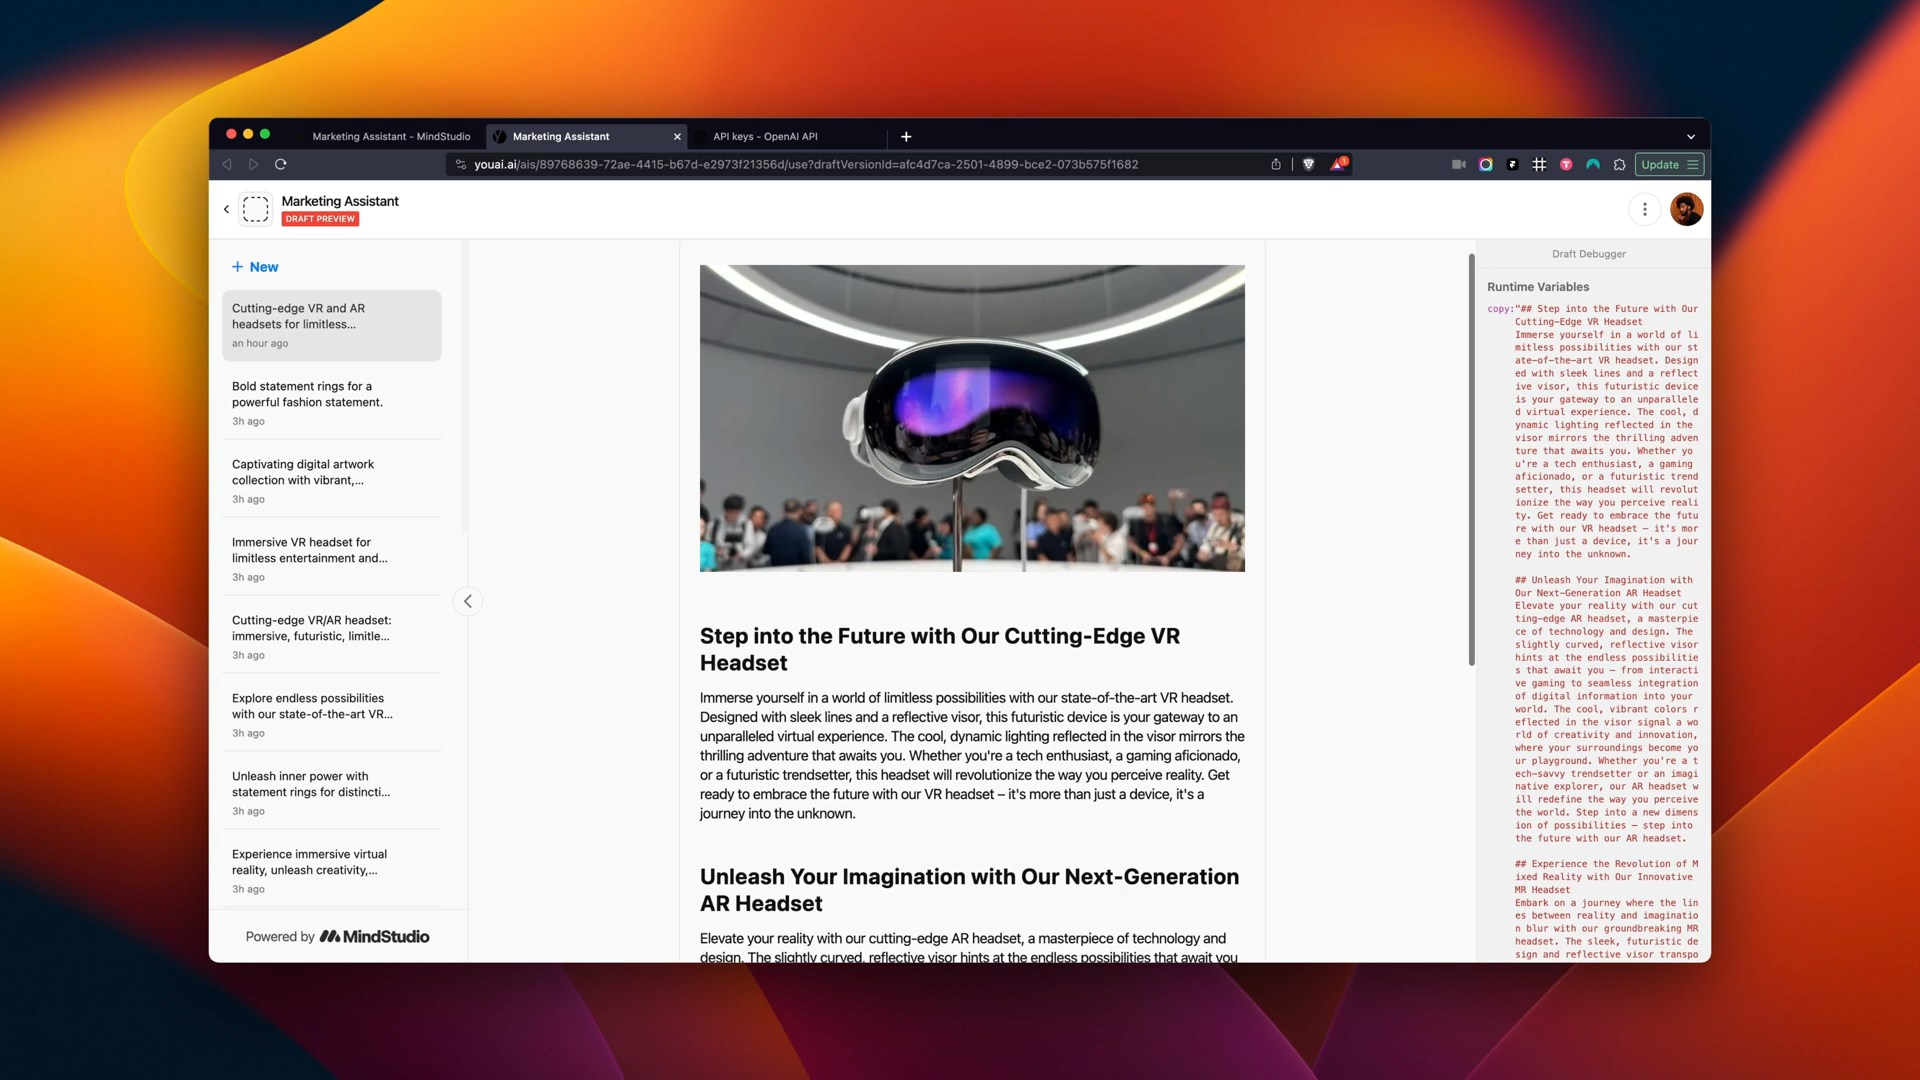 Marketing Assistant - MindStudio
Marketing Assistant
API keys - OpenAI API
youai.ai/ais/89768639-72ae-4415-b67d-e2973f21356d/use?draftVersionId=afc4d7ca-2501-4899-bce2-073b575f1682
1
Update
Marketing Assistant
DRAFT PREVIEW
+ New
Cutting-edge VR and AR
headsets for limitless...
an hour ago
Bold statement rings for a
powerful fashion statement.
3h ago
Captivating digital artwork
collection with vibrant,...
3h ago
Immersive VR headset for
limitless entertainment and...
3h ago
Cutting-edge VR/AR headset:
immersive, futuristic, limitle...
3h ago
Explore endless possibilities
with our state-of-the-art VR...
3h ago
Unleash inner power with
statement rings for distincti...
3h ago
Experience immersive virtual
reality, unleash creativity,...
3h ago
Powered by MindStudio
Step into the Future with Our Cutting-Edge VR
Headset
Immerse yourself in a world of limitless possibilities with our state-of-the-art VR headset.
Designed with sleek lines and a reflective visor, this futuristic device is your gateway to an
unparalleled virtual experience. The cool, dynamic lighting reflected in the visor mirrors the
thrilling adventure that awaits you. Whether you're a tech enthusiast, a gaming aficionado,
or a futuristic trendsetter, this headset will revolutionize the way you perceive reality. Get
ready to embrace the future with our VR headset – it's more than just a device, it's a
journey into the unknown.
Unleash Your Imagination with Our Next-Generation
AR Headset
Elevate your reality with our cutting-edge AR headset, a masterpiece of technology and
design. The slightly curved, reflective visor hints at the endless possibilities that await you
Draft Debugger
Runtime Variables
copy:"## Step into the Future with Our
Cutting-Edge VR Headset
Immerse yourself in a world of li
mitless possibilities with our st
ate-of-the-art VR headset. Design
ed with sleek lines and a reflect
ive visor, this futuristic device
is your gateway to an unparallele
d virtual experience. The cool, d
ynamic lighting reflected in the
visor mirrors the thrilling adven
ture that awaits you. Whether yo
u're a tech enthusiast, a gaming
aficionado, or a futuristic trend
setter, this headset will revolut
ionize the way you perceive reali
ty. Get ready to embrace the futu
re with our VR headset – it's mor
e than just a device, it's a jour
ney into the unknown.
## Unleash Your Imagination with
Our Next-Generation AR Headset
Elevate your reality with our cut
ting-edge AR headset, a masterpie
ce of technology and design. The
slightly curved, reflective visor
hints at the endless possibilitie
s that await you – from interacti
ve gaming to seamless integration
of digital information into your
world. The cool, vibrant colors r
eflected in the visor signal a wo
rld of creativity and innovation,
where your surroundings become yo
ur playground. Whether you're a t
ech-savvy trendsetter or an imagi
native explorer, our AR headset w
ill redefine the way you perceive
the world. Step into a new dimens
ion of possibilities – step into
the future with our AR headset.
## Experience the Revolution of M
ixed Reality with Our Innovative
MR Headset
Embark on a journey where the lin
es between reality and imaginatio
n blur with our groundbreaking MR
headset. The sleek, futuristic de
sign and reflective visor transpo